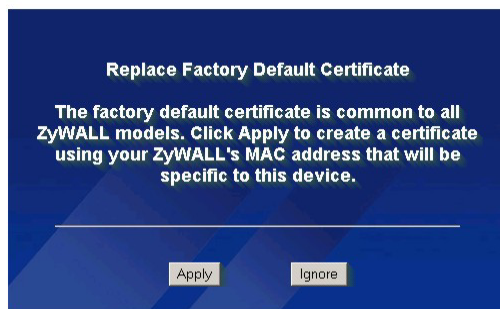 Replace Factory Default Certificate
The factory default certificate is common to all
ZyWALL models. Click Apply to create a certificate
using your ZyWALL's MAC address that will be
specific to this device.
Apply
Ignore